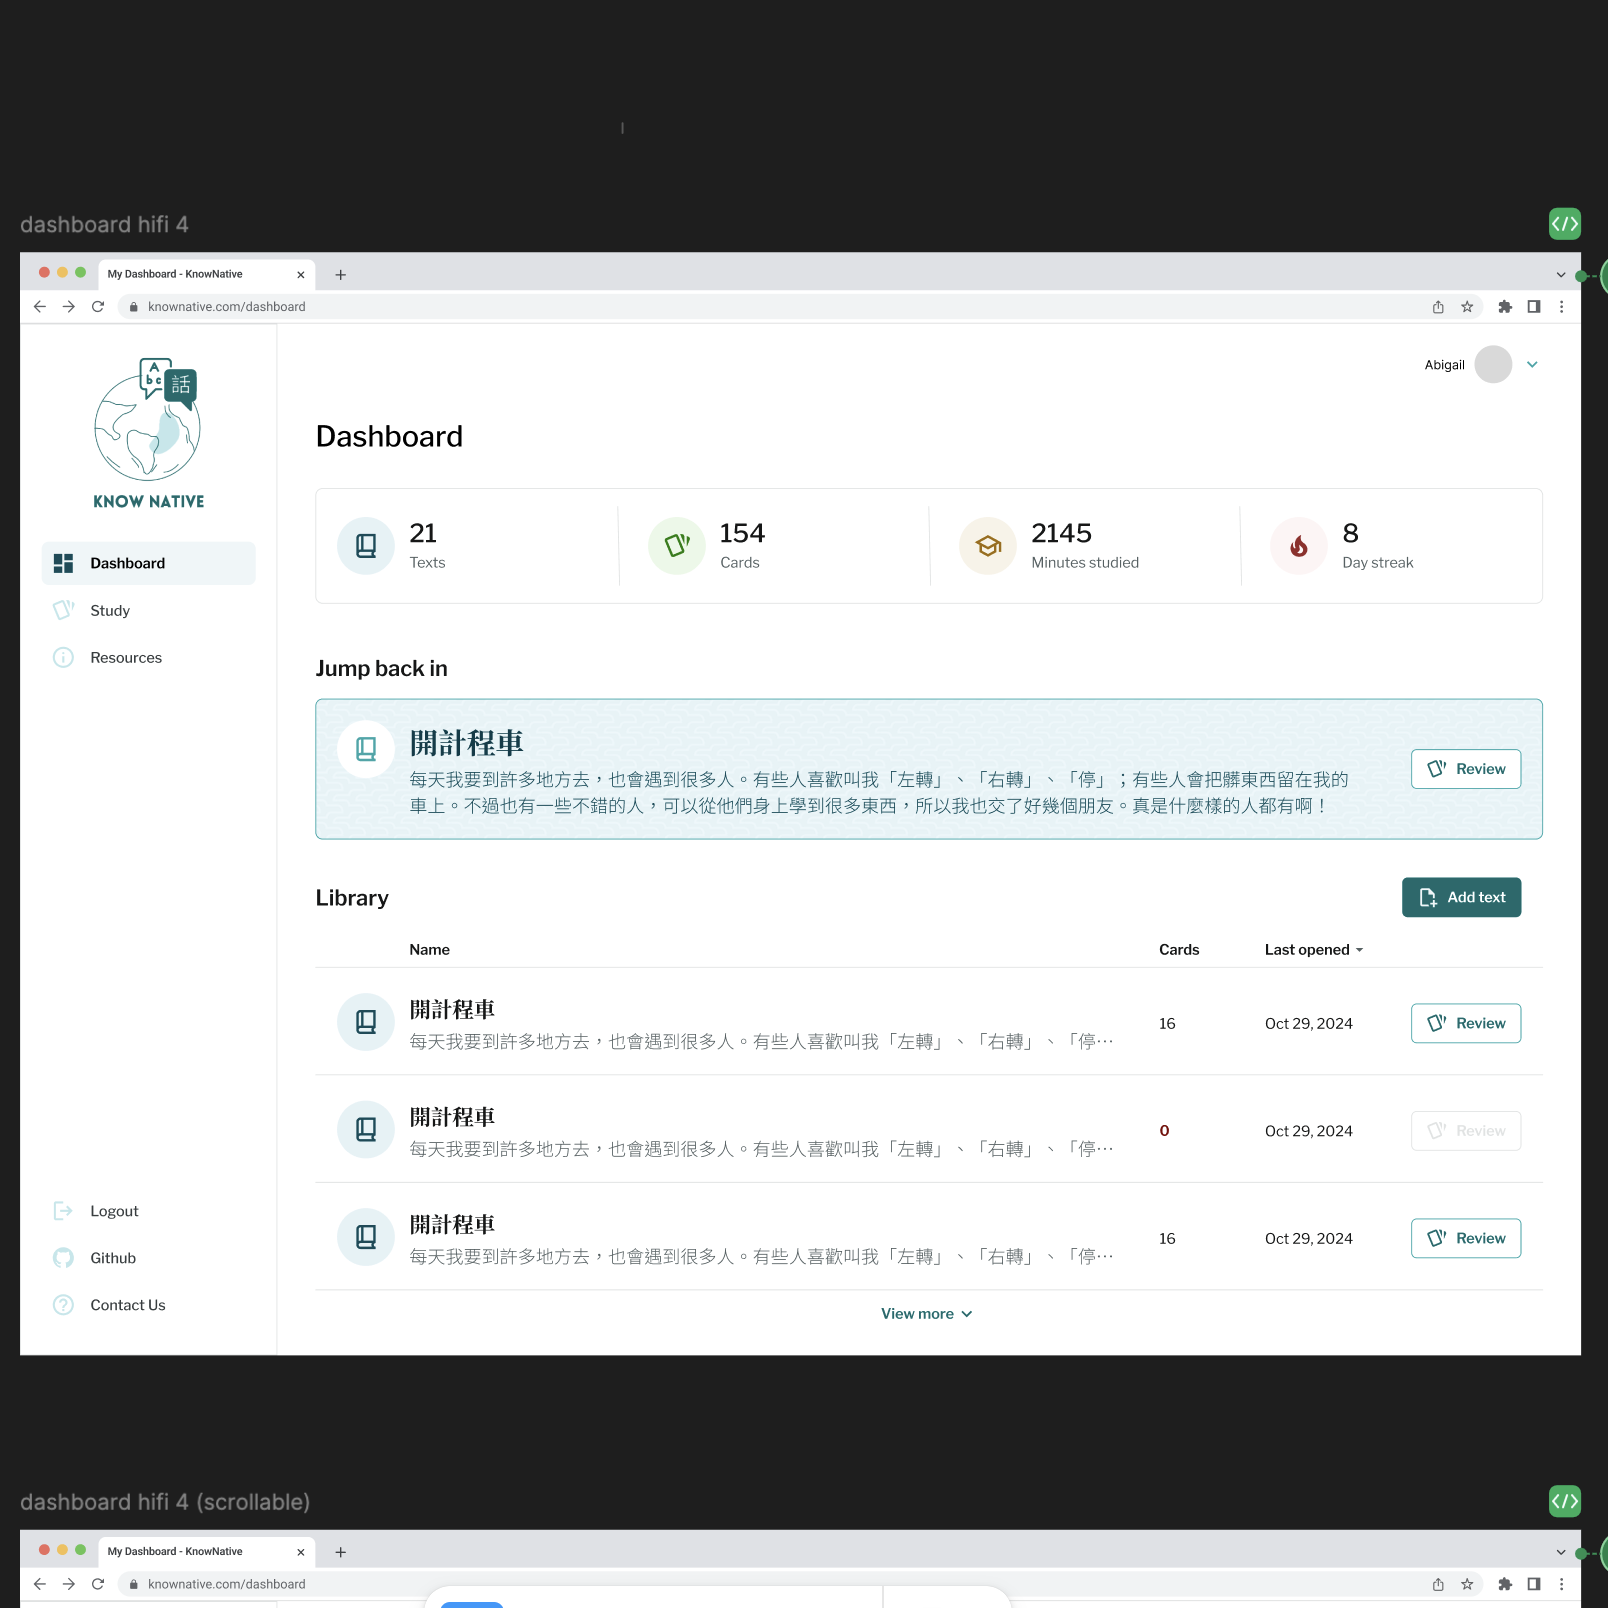 dashboard hifi 4
My Dashboard - KnowNative
knownative.com/dashboard
A
bc
話
KNOW NATIVE
Abigail
Dashboard
Study
Resources
Logout
Github
Contact Us
Dashboard
21
Texts
154
Cards
2145
Minutes studied
8
Day streak
Jump back in
開計程車
每天我要到許多地方去，也會遇到很多人。有些人喜歡叫我「左轉」、「右轉」、「停」；有些人會把髒東西留在我的
車上。不過也有一些不錯的人，可以從他們身上學到很多東西，所以我也交了好幾個朋友。真是什麼樣的人都有啊！
Review
Library
Add text
Name Cards Last opened
開計程車
每天我要到許多地方去，也會遇到很多人。有些人喜歡叫我「左轉」、「右轉」、「停…
16 Oct 29, 2024 Review
開計程車
每天我要到許多地方去，也會遇到很多人。有些人喜歡叫我「左轉」、「右轉」、「停…
0 Oct 29, 2024 Review
開計程車
每天我要到許多地方去，也會遇到很多人。有些人喜歡叫我「左轉」、「右轉」、「停…
16 Oct 29, 2024 Review
View more
dashboard hifi 4 (scrollable)
My Dashboard - KnowNative
knownative.com/dashboard